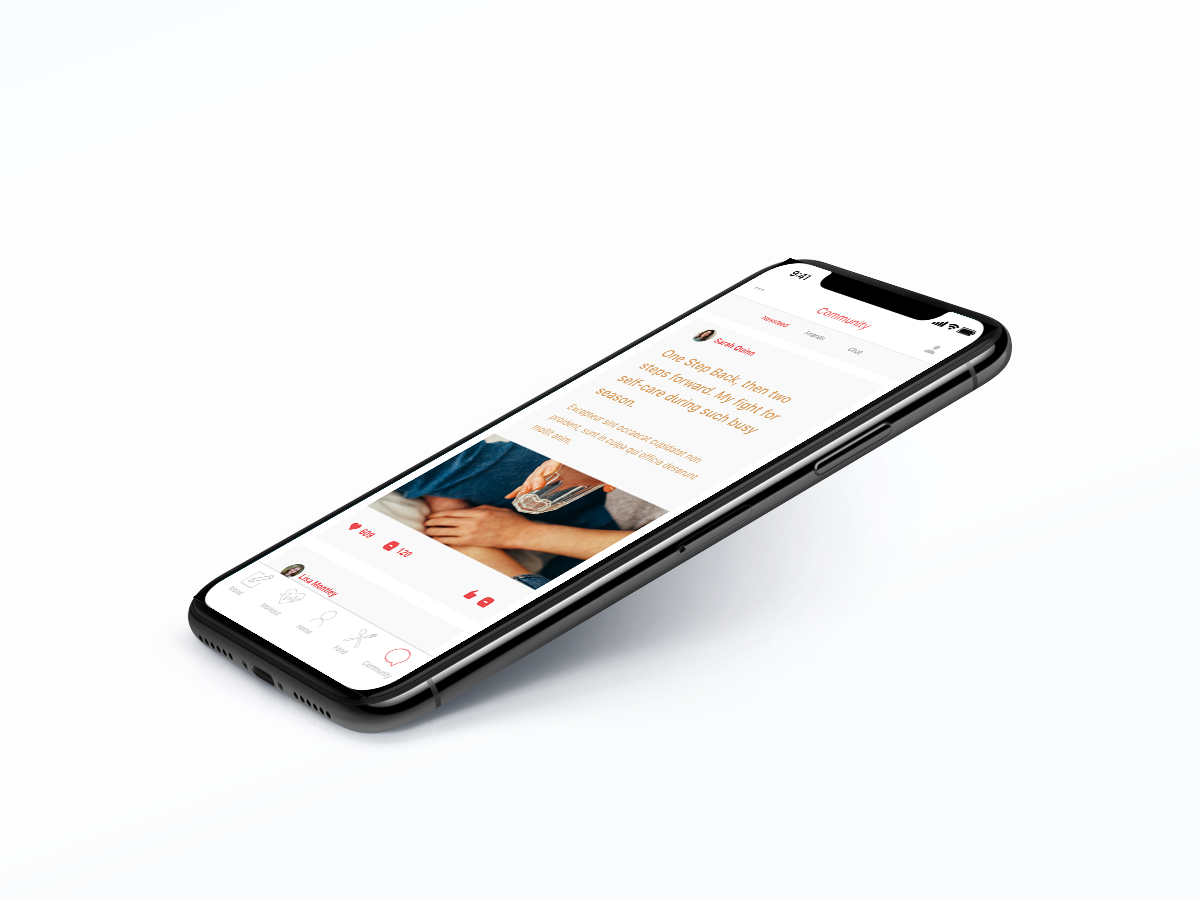 9:41
Community
Newsfeed
Friends
Chat
Sarah Quinn
One Step Back, then two
steps forward. My fight for
self-care during such busy
season.
Excepteur sint occaecat cupidatat non
proident, sunt in culpa qui officia deserunt
mollit anim.
609
120
Lisa Montley
Workout
Home
Food
Community